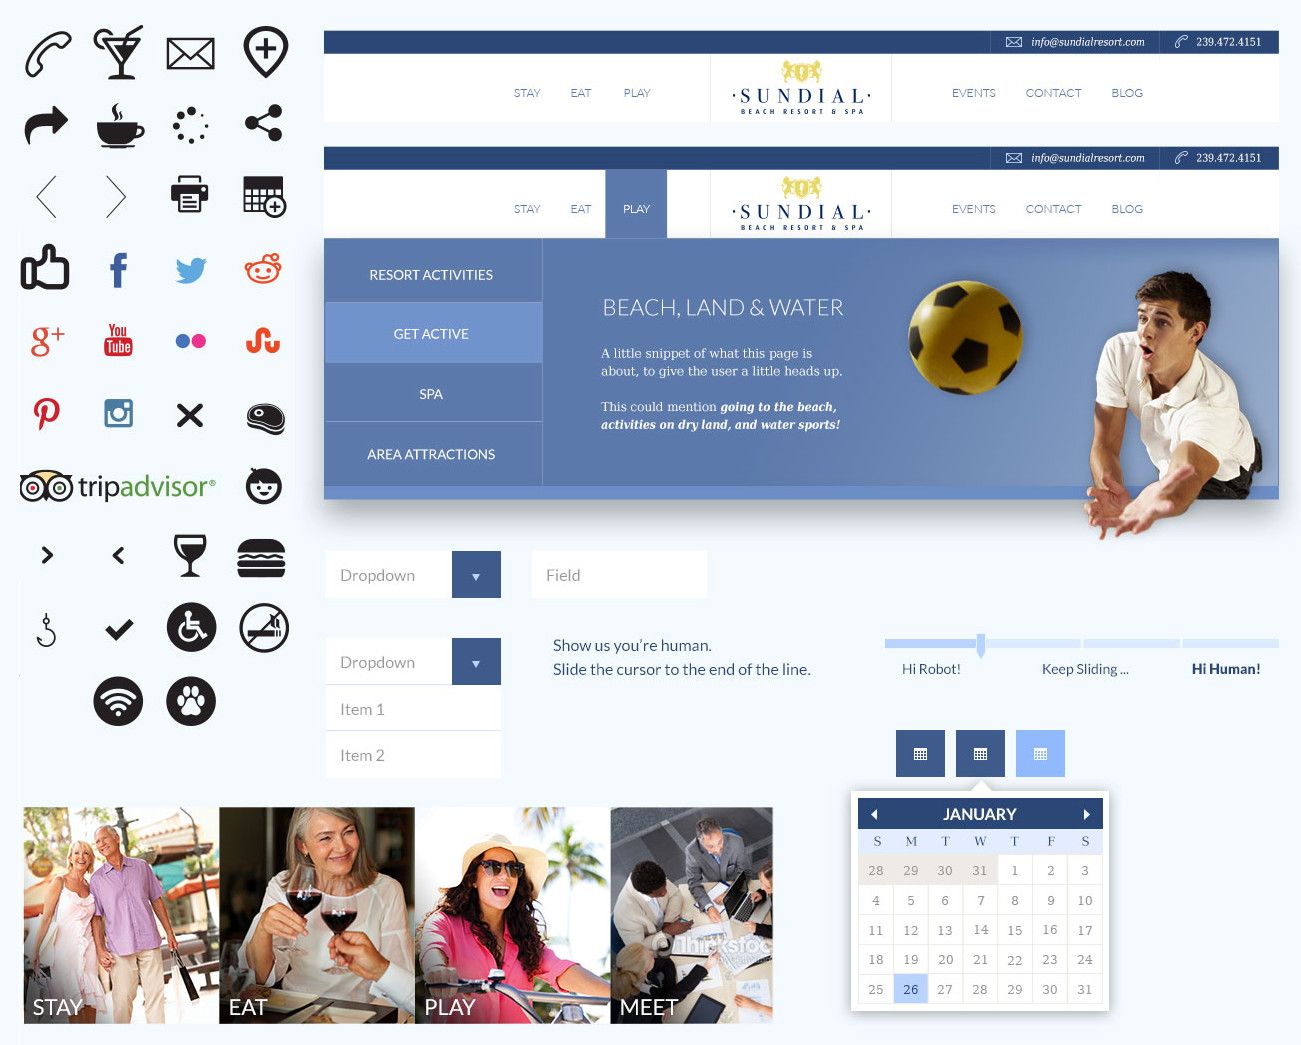 info@sundialresort.com
239.472.4151
STAY
EAT
PLAY
·SUNDIAL·
BEACH RESORT & SPA
EVENTS
CONTACT
BLOG
info@sundialresort.com
239.472.4151
STAY
EAT
PLAY
·SUNDIAL·
BEACH RESORT & SPA
EVENTS
CONTACT
BLOG
RESORT ACTIVITIES
GET ACTIVE
SPA
AREA ATTRACTIONS
BEACH, LAND & WATER
A little snippet of what this page is
about, to give the user a little heads up.
This could mention going to the beach,
activities on dry land, and water sports!
f
g+
You
Tube
tripadvisor®
Dropdown
Field
Dropdown
Item 1
Item 2
Show us you’re human.
Slide the cursor to the end of the line.
Hi Robot!
Keep Sliding ...
Hi Human!
JANUARY
S M T W T F S
28 29 30 31 1 2 3
4 5 6 7 8 9 10
11 12 13 14 15 16 17
18 19 20 21 22 23 24
25 26 27 28 29 30 31
STAY
EAT
PLAY
Thinkstoc
MEET